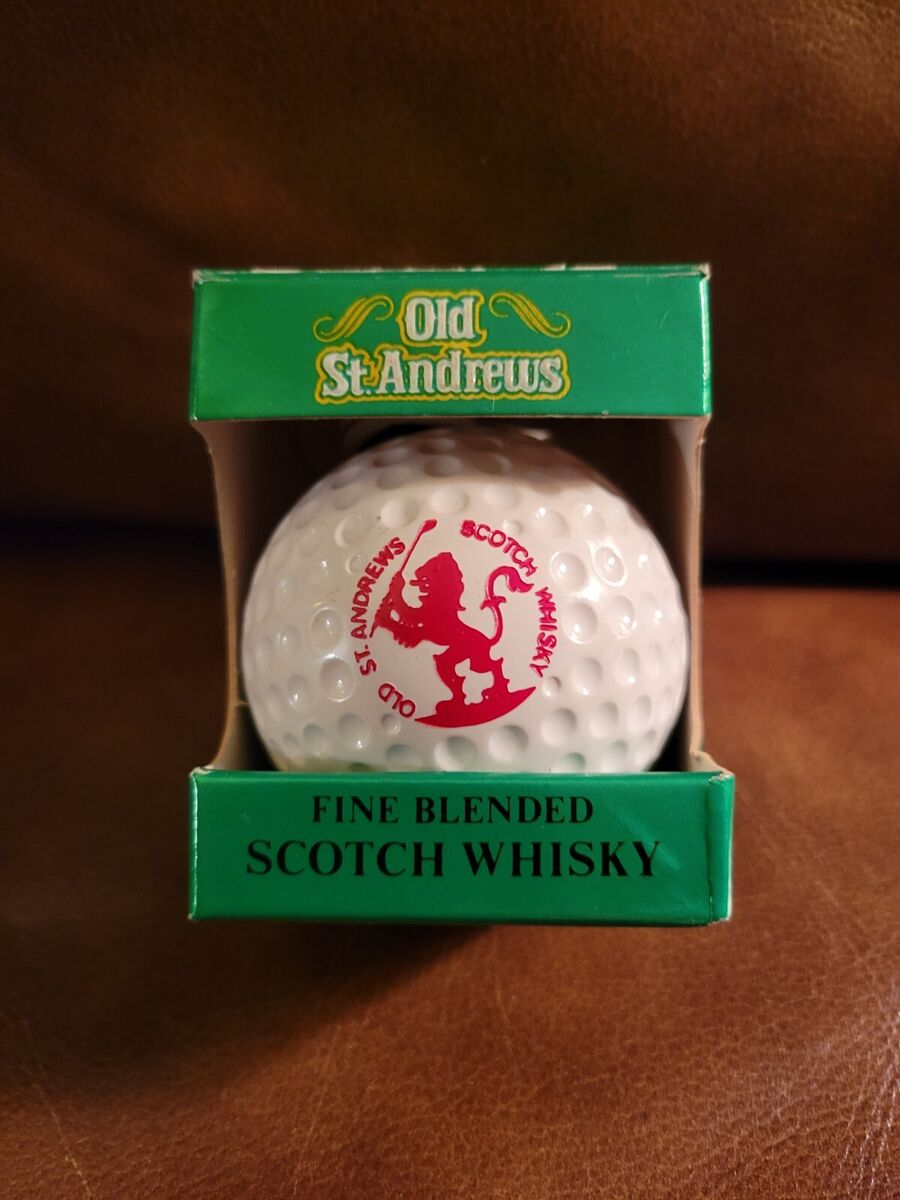 Old
St. Andrews
OLD ST. ANDREWS SCOTCH WHISKY
FINE BLENDED
SCOTCH WHISKY